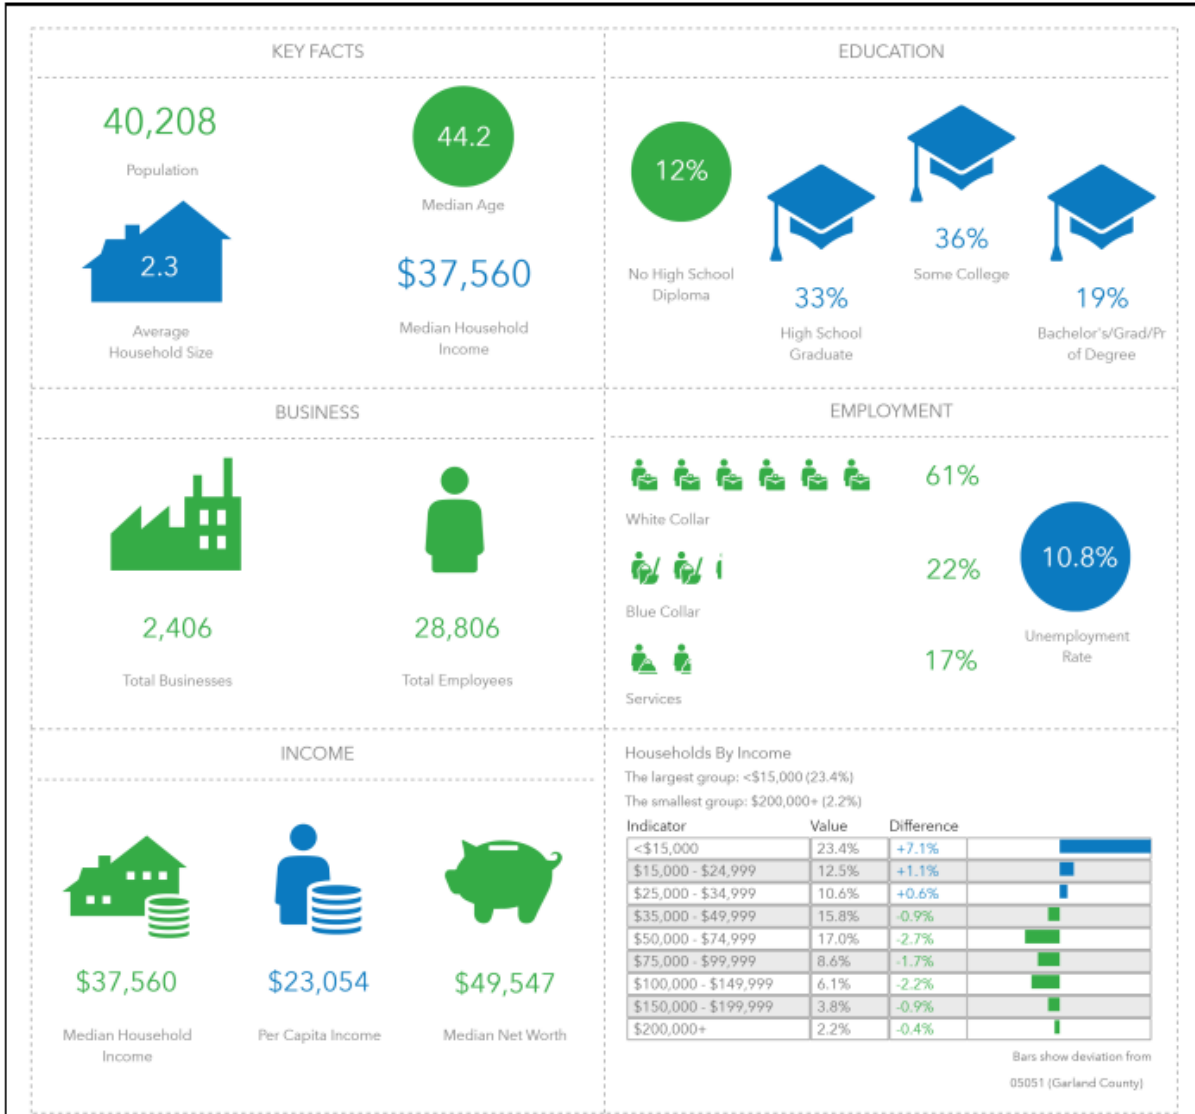 KEY FACTS
40,208
Population
44.2
Median Age
2.3
Average
Household Size
$37,560
Median Household
Income
EDUCATION
12%
No High School
Diploma
33%
High School
Graduate
36%
Some College
19%
Bachelor's/Grad/Pr
of Degree
BUSINESS
2,406
Total Businesses
28,806
Total Employees
EMPLOYMENT
61%
White Collar
22%
Blue Collar
17%
Services
10.8%
Unemployment
Rate
INCOME
$37,560
Median Household
Income
$23,054
Per Capita Income
$49,547
Median Net Worth
Households By Income
The largest group: <$15,000 (23.4%)
The smallest group: $200,000+ (2.2%)
Indicator Value Difference
<$15,000 23.4% +7.1%
$15,000 - $24,999 12.5% +1.1%
$25,000 - $34,999 10.6% +0.6%
$35,000 - $49,999 15.8% -0.9%
$50,000 - $74,999 17.0% -2.7%
$75,000 - $99,999 8.6% -1.7%
$100,000 - $149,999 6.1% -2.2%
$150,000 - $199,999 3.8% -0.9%
$200,000+ 2.2% -0.4%
Bars show deviation from
05051 (Garland County)